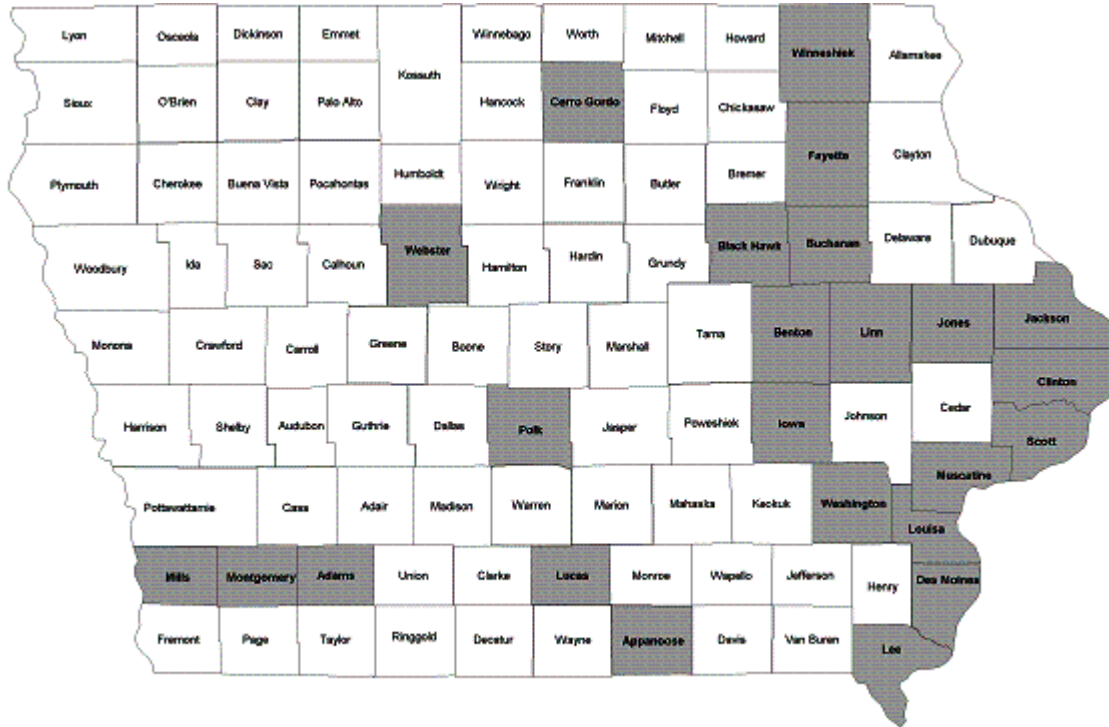 Lyon
Osceola
Dickinson
Emmet
Kossuth
Winnebago
Worth
Mitchell
Howard
Winneshiek
Allamakee
Sioux
O'Brien
Clay
Palo Alto
Hancock
Cerro Gordo
Floyd
Chickasaw
Fayette
Clayton
Plymouth
Cherokee
Buena Vista
Pocahontas
Humboldt
Wright
Franklin
Butler
Bremer
Woodbury
Ida
Sac
Calhoun
Webster
Hamilton
Hardin
Grundy
Black Hawk
Buchanan
Delaware
Dubuque
Monona
Crawford
Carroll
Greene
Boone
Story
Marshall
Tama
Benton
Linn
Jones
Jackson
Clinton
Harrison
Shelby
Audubon
Guthrie
Dallas
Polk
Jasper
Poweshiek
Iowa
Johnson
Cedar
Scott
Muscatine
Pottawattamie
Cass
Adair
Madison
Warren
Marion
Mahaska
Keokuk
Washington
Louisa
Mills
Montgomery
Adams
Union
Clarke
Lucas
Monroe
Wapello
Jefferson
Henry
Des Moines
Fremont
Page
Taylor
Ringgold
Decatur
Wayne
Appanoose
Davis
Van Buren
Lee